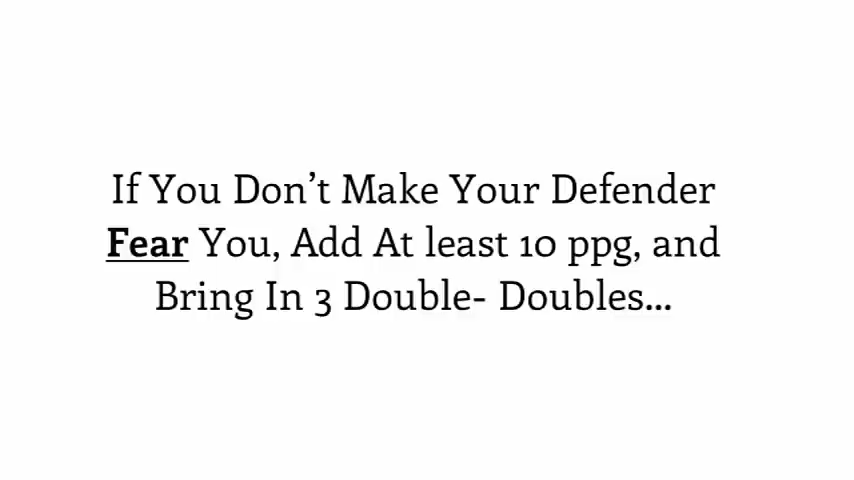 If You Don’t Make Your Defender
Fear You, Add At least 10 ppg, and
Bring In 3 Double- Doubles...